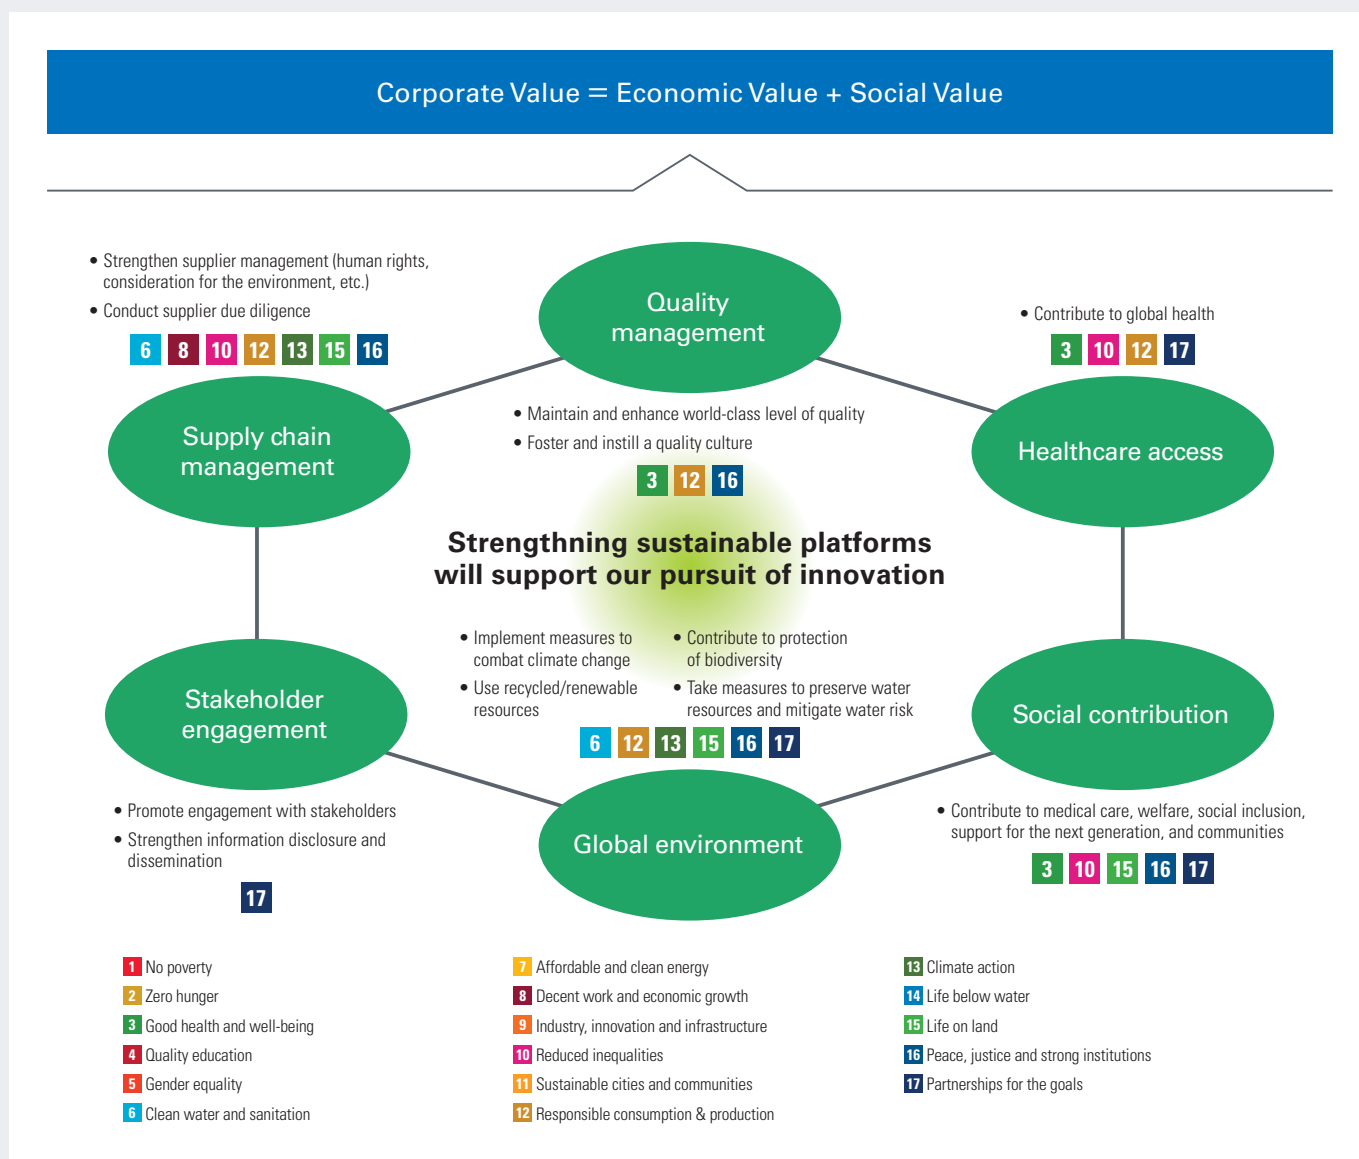 Corporate Value = Economic Value + Social Value
• Strengthen supplier management (human rights,
consideration for the environment, etc.)
• Conduct supplier due diligence
6 8 10 12 13 15 16
Supply chain
management
Quality
management
• Maintain and enhance world-class level of quality
• Foster and instill a quality culture
3 12 16
• Contribute to global health
3 10 12 17
Healthcare access
Strengthning sustainable platforms
will support our pursuit of innovation
Stakeholder
engagement
• Promote engagement with stakeholders
• Strengthen information disclosure and
dissemination
17
• Implement measures to
combat climate change
• Use recycled/renewable
resources
• Contribute to protection
of biodiversity
• Take measures to preserve water
resources and mitigate water risk
6 12 13 15 16 17
Global environment
Social contribution
• Contribute to medical care, welfare, social inclusion,
support for the next generation, and communities
3 10 15 16 17
1 No poverty
2 Zero hunger
3 Good health and well-being
4 Quality education
5 Gender equality
6 Clean water and sanitation
7 Affordable and clean energy
8 Decent work and economic growth
9 Industry, innovation and infrastructure
10 Reduced inequalities
11 Sustainable cities and communities
12 Responsible consumption & production
13 Climate action
14 Life below water
15 Life on land
16 Peace, justice and strong institutions
17 Partnerships for the goals